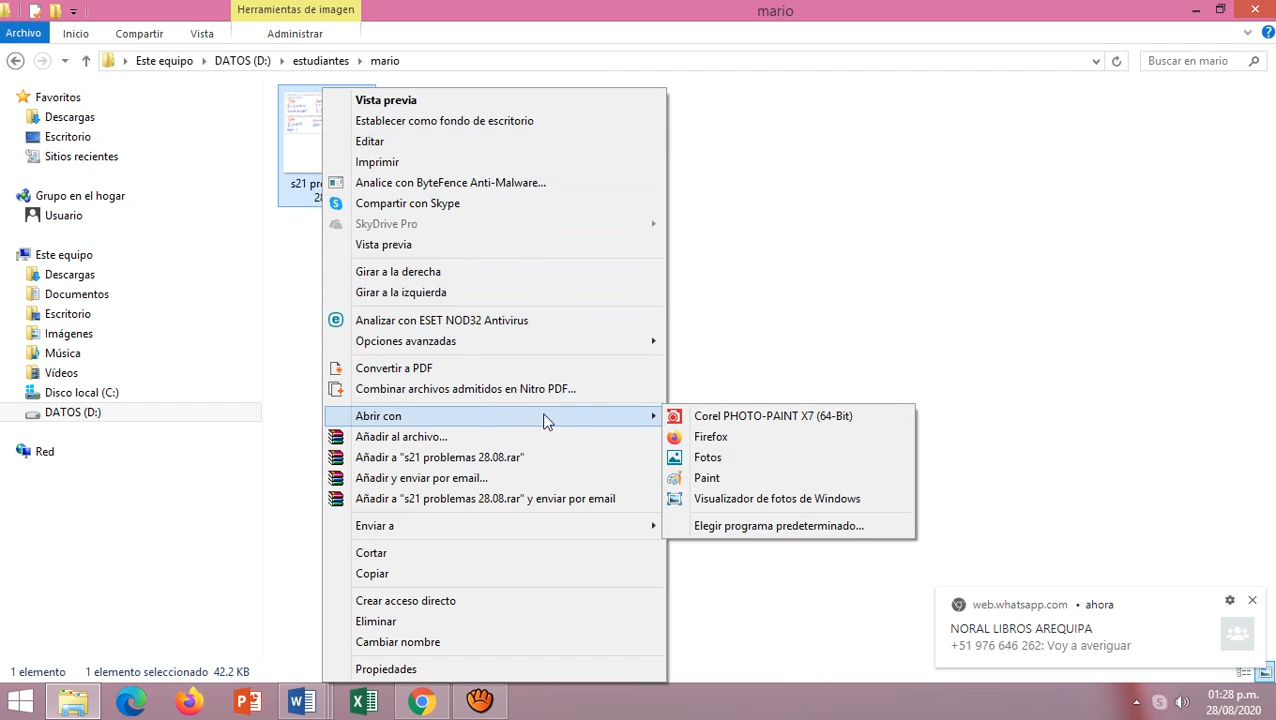 Herramientas de imagen
mario
Archivo
Inicio
Compartir
Vista
Administrar
Este equipo
DATOS (D:)
estudiantes
mario
Buscar en mario
Favoritos
Descargas
Escritorio
Sitios recientes
Grupo en el hogar
Usuario
Este equipo
Descargas
Documentos
Escritorio
Imágenes
Música
Vídeos
Disco local (C:)
DATOS (D:)
Red
s21 pro
28
Vista previa
Establecer como fondo de escritorio
Editar
Imprimir
Analice con ByteFence Anti-Malware...
Compartir con Skype
SkyDrive Pro
Vista previa
Girar a la derecha
Girar a la izquierda
Analizar con ESET NOD32 Antivirus
Opciones avanzadas
Convertir a PDF
Combinar archivos admitidos en Nitro PDF...
Abrir con
Añadir al archivo...
Añadir a "s21 problemas 28.08.rar"
Añadir y enviar por email...
Añadir a "s21 problemas 28.08.rar" y enviar por email
Enviar a
Cortar
Copiar
Crear acceso directo
Eliminar
Cambiar nombre
Propiedades
Corel PHOTO-PAINT X7 (64-Bit)
Firefox
Fotos
Paint
Visualizador de fotos de Windows
Elegir programa predeterminado...
web.whatsapp.com • ahora
NORAL LIBROS AREQUIPA
+51 976 646 262: Voy a averiguar
1 elemento
1 elemento seleccionado 42.2 KB
01:28 p.m.
28/08/2020